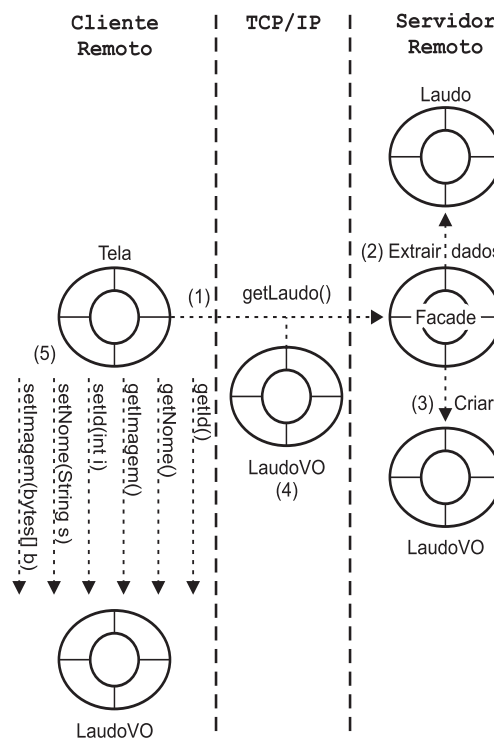 Cliente
Remoto
TCP/IP
Servidor
Remoto
Laudo
(2) Extrair dados
Tela
(1)
getLaudo()
Facade
(5)
(3) Criar
LaudoVO
(4)
LaudoVO
setImagem(bytes[] b)
setNome(String s)
setId(int i)
getImagem()
getNome()
getId()
LaudoVO